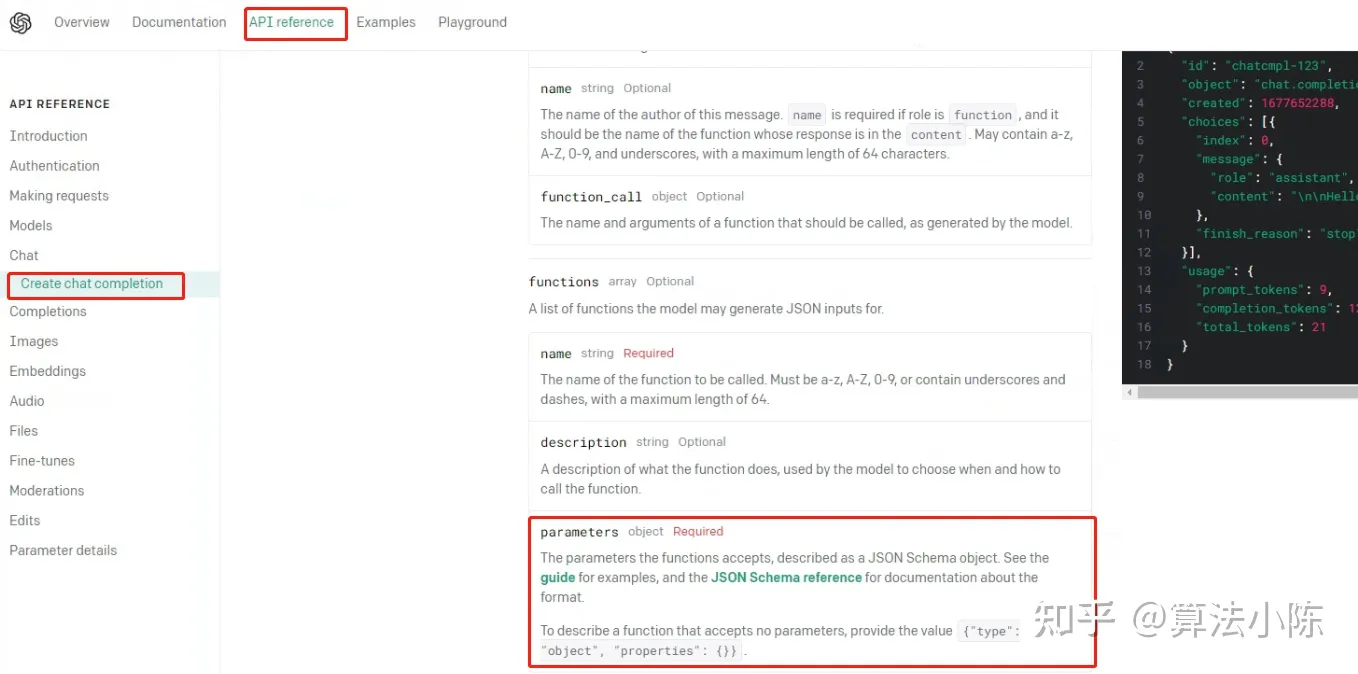 Overview Documentation API reference Examples Playground
API REFERENCE
Introduction
Authentication
Making requests
Models
Chat
Create chat completion
Completions
Images
Embeddings
Audio
Files
Fine-tunes
Moderations
Edits
Parameter details
name string Optional
The name of the author of this message. name is required if role is function , and it
should be the name of the function whose response is in the content . May contain a-z,
A-Z, 0-9, and underscores, with a maximum length of 64 characters.
function_call object Optional
The name and arguments of a function that should be called, as generated by the model.
functions array Optional
A list of functions the model may generate JSON inputs for.
name string Required
The name of the function to be called. Must be a-z, A-Z, 0-9, or contain underscores and
dashes, with a maximum length of 64.
description string Optional
A description of what the function does, used by the model to choose when and how to
call the function.
parameters object Required
The parameters the functions accepts, described as a JSON Schema object. See the
guide for examples, and the JSON Schema reference for documentation about the
format.
To describe a function that accepts no parameters, provide the value {"type":
"object", "properties": {}} .
2 "id": "chatcmpl-123",
3 "object": "chat.completi
4 "created": 1677652288,
5 "choices": [{
6 "index": 0,
7 "message": {
8 "role": "assistant",
9 "content": "\n\nHell
10 },
11 "finish_reason": "stop
12 }],
13 "usage": {
14 "prompt_tokens": 9,
15 "completion_tokens": 1
16 "total_tokens": 21
17 }
18 }
知乎 @算法小陈